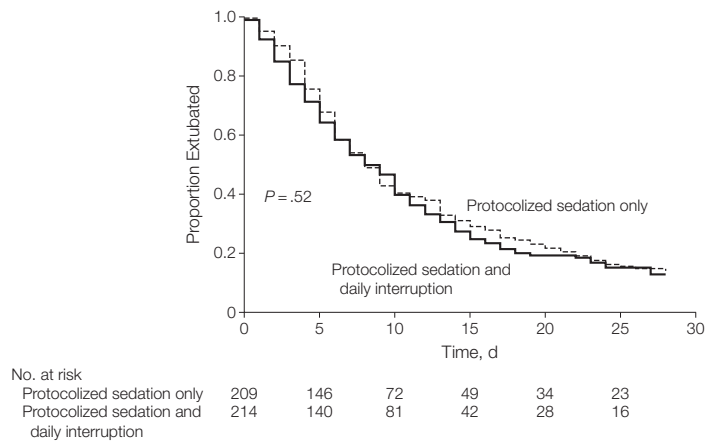 1.0
0.8
0.6
0.4
0.2
0
Proportion Extubated
P = .52
Protocolized sedation only
Protocolized sedation and
daily interruption
0 5 10 15 20 25 30
Time, d
No. at risk
Protocolized sedation only 209 146 72 49 34 23
Protocolized sedation and 214 140 81 42 28 16
daily interruption